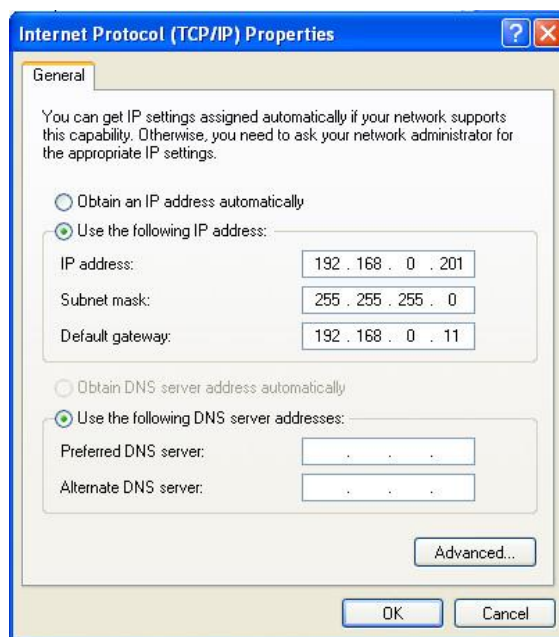 Internet Protocol (TCP/IP) Properties
General
You can get IP settings assigned automatically if your network supports
this capability. Otherwise, you need to ask your network administrator for
the appropriate IP settings.
Obtain an IP address automatically
Use the following IP address:
IP address: 192 . 168 . 0 . 201
Subnet mask: 255 . 255 . 255 . 0
Default gateway: 192 . 168 . 0 . 11
Obtain DNS server address automatically
Use the following DNS server addresses:
Preferred DNS server: . . .
Alternate DNS server: . . .
Advanced...
OK Cancel